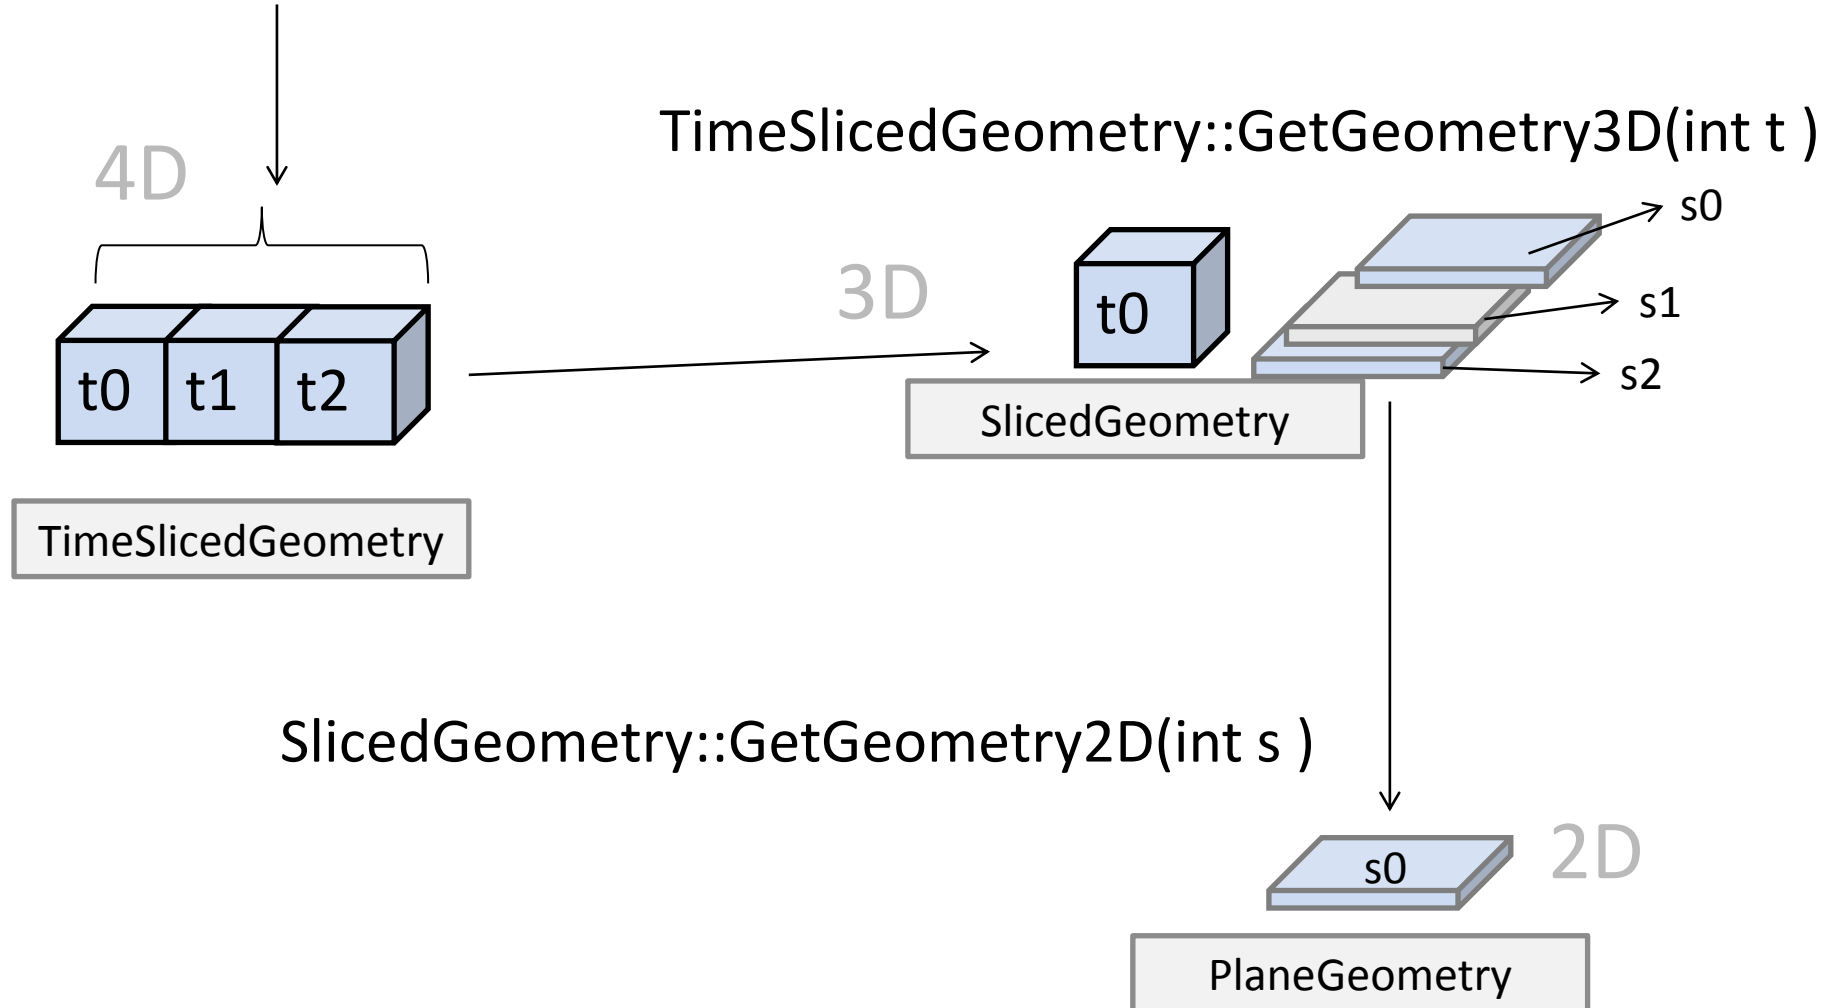 TimeSlicedGeometry::GetGeometry3D(int t )
4D
s0
3D
t0
s1
t0 t1 t2
s2
SlicedGeometry
TimeSlicedGeometry
SlicedGeometry::GetGeometry2D(int s )
s0
2D
PlaneGeometry